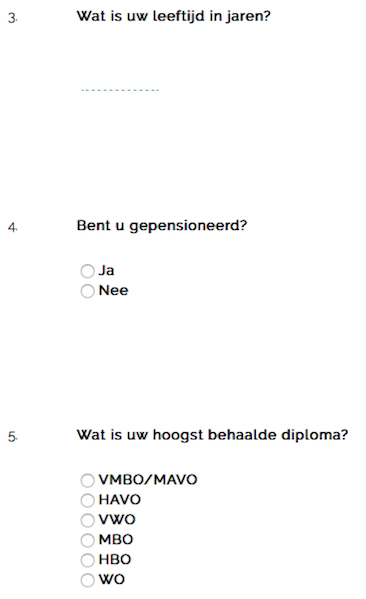 3. Wat is uw leeftijd in jaren?
4. Bent u gepensioneerd?
Ja
Nee
5. Wat is uw hoogst behaalde diploma?
VMBO/MAVO
HAVO
VWO
MBO
HBO
WO